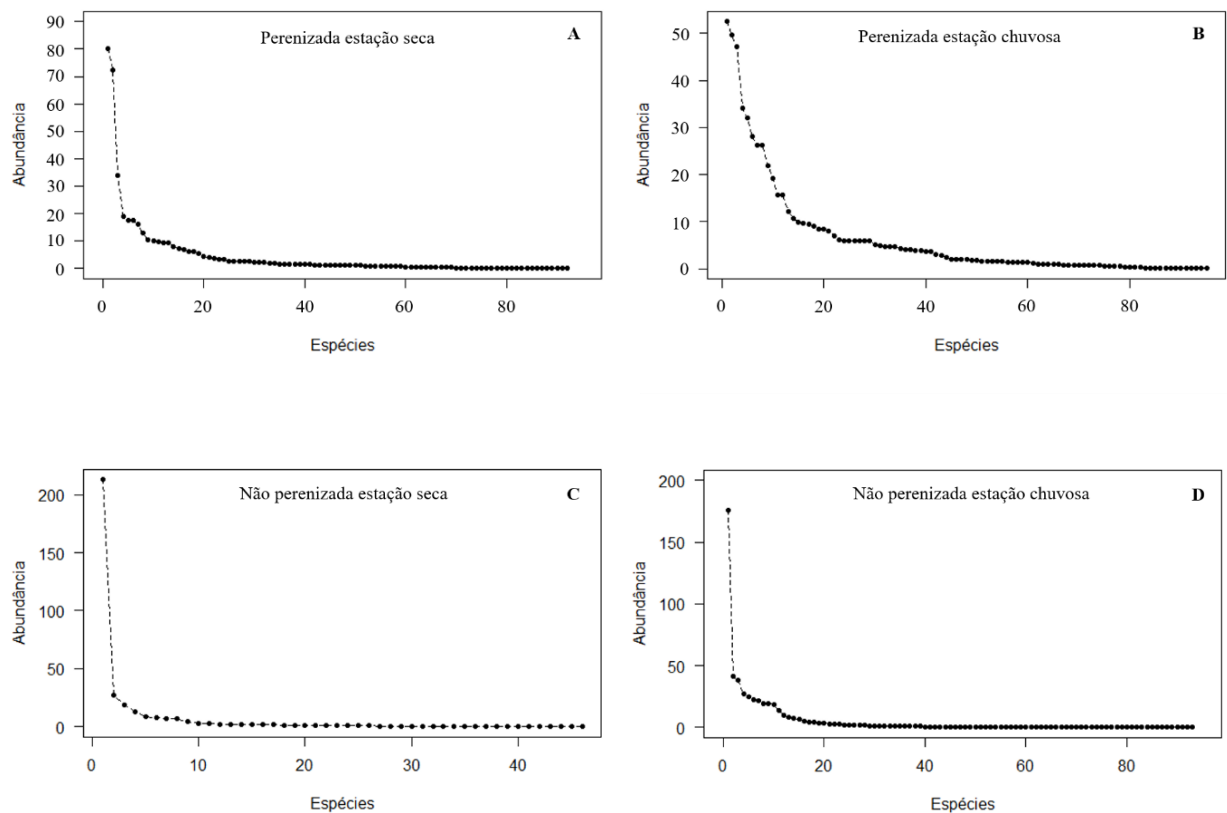 Perenizada estação seca
A
Abundância
90
80
70
60
50
40
30
20
10
0
0 20 40 60 80
Espécies
Perenizada estação chuvosa
B
Abundância
50
40
30
20
10
0
0 20 40 60 80
Espécies
Não perenizada estação seca
C
Abundância
200
150
100
50
0
0 10 20 30 40
Espécies
Não perenizada estação chuvosa
D
Abundância
200
150
100
50
0
0 20 40 60 80
Espécies